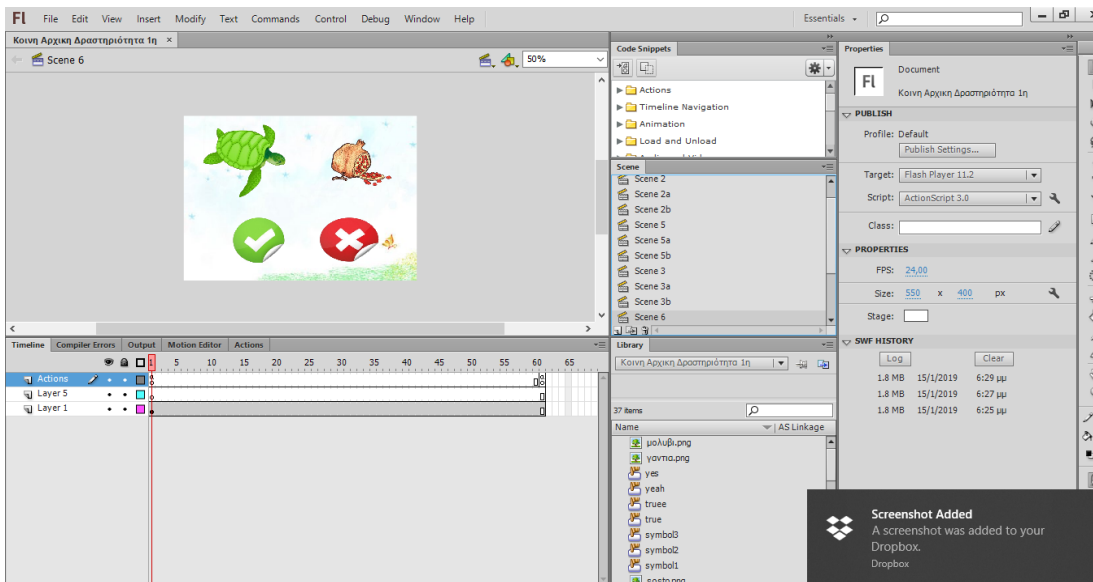 Fl File Edit View Insert Modify Text Commands Control Debug Window Help Essentials
Κοινη Αρχικη Δραστηριότητα 1η ×
Scene 6 50%
Timeline Compiler Errors Output Motion Editor Actions
1 5 10 15 20 25 30 35 40 45 50 55 60 65
Actions
Layer 5
Layer 1
Code Snippets
Actions
Timeline Navigation
Animation
Load and Unload
Scene
Scene 2
Scene 2a
Scene 2b
Scene 5
Scene 5a
Scene 5b
Scene 3
Scene 3a
Scene 3b
Scene 6
Library
Κοινη Αρχικη Δραστηριότητα 1η
37 items
Name AS Linkage
μολυβι.png
γαντια.png
yes
yeah
truee
true
symbol3
symbol2
symbol1
sosto.png
Properties
Fl
Document
Κοινη Αρχικη Δραστηριότητα 1η
PUBLISH
Profile: Default
Publish Settings...
Target: Flash Player 11.2
Script: ActionScript 3.0
Class:
PROPERTIES
FPS: 24,00
Size: 550 x 400 px
Stage:
SWF HISTORY
Log Clear
1.8 MB 15/1/2019 6:29 μμ
1.8 MB 15/1/2019 6:27 μμ
1.8 MB 15/1/2019 6:25 μμ
Screenshot Added
A screenshot was added to your
Dropbox.
Dropbox